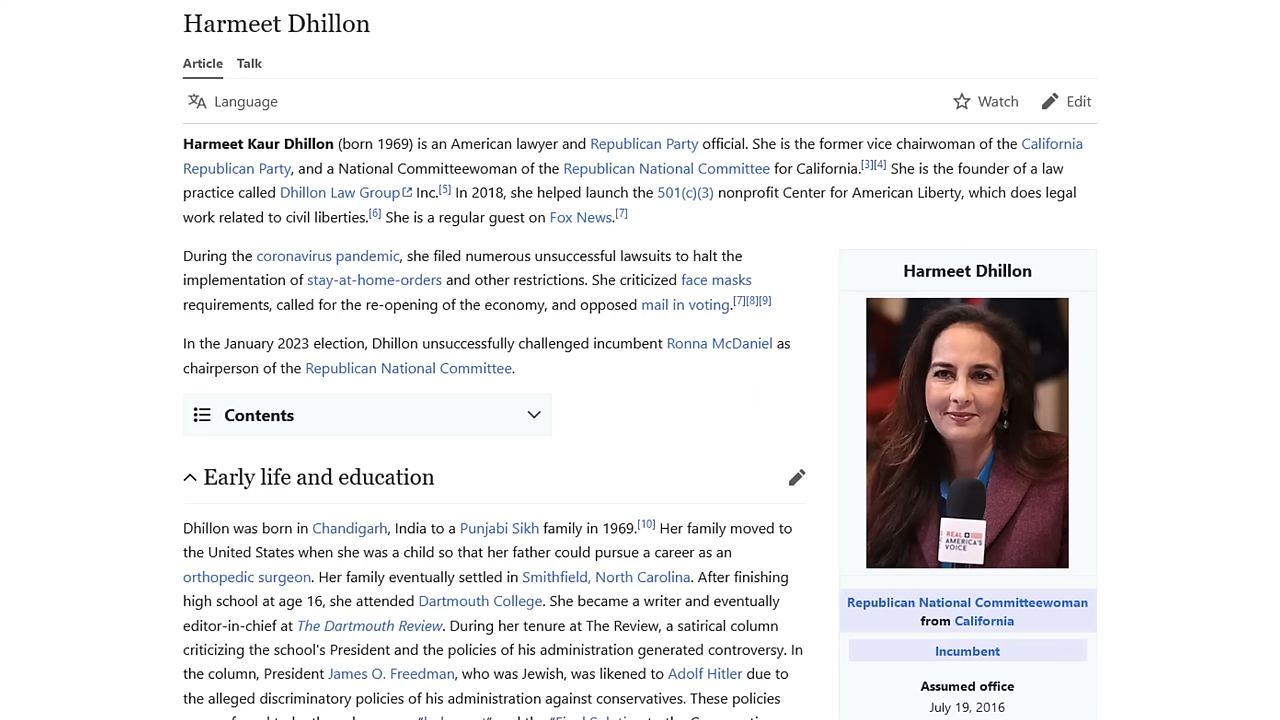 Harmeet Dhillon
Article Talk
Language Watch Edit
Harmeet Kaur Dhillon (born 1969) is an American lawyer and Republican Party official. She is the former vice chairwoman of the California
Republican Party, and a National Committeewoman of the Republican National Committee for California.[3][4] She is the founder of a law
practice called Dhillon Law Group Inc.[5] In 2018, she helped launch the 501(c)(3) nonprofit Center for American Liberty, which does legal
work related to civil liberties.[6] She is a regular guest on Fox News.[7]
During the coronavirus pandemic, she filed numerous unsuccessful lawsuits to halt the
implementation of stay-at-home-orders and other restrictions. She criticized face masks
requirements, called for the re-opening of the economy, and opposed mail in voting.[7][8][9]
In the January 2023 election, Dhillon unsuccessfully challenged incumbent Ronna McDaniel as
chairperson of the Republican National Committee.
Contents
Early life and education
Dhillon was born in Chandigarh, India to a Punjabi Sikh family in 1969.[10] Her family moved to
the United States when she was a child so that her father could pursue a career as an
orthopedic surgeon. Her family eventually settled in Smithfield, North Carolina. After finishing
high school at age 16, she attended Dartmouth College. She became a writer and eventually
editor-in-chief at The Dartmouth Review. During her tenure at The Review, a satirical column
criticizing the school's President and the policies of his administration generated controversy. In
the column, President James O. Freedman, who was Jewish, was likened to Adolf Hitler due to
the alleged discriminatory policies of his administration against conservatives. These policies
Harmeet Dhillon
REAL
AMERICA'S
VOICE
Republican National Committeewoman
from California
Incumbent
Assumed office
July 19, 2016